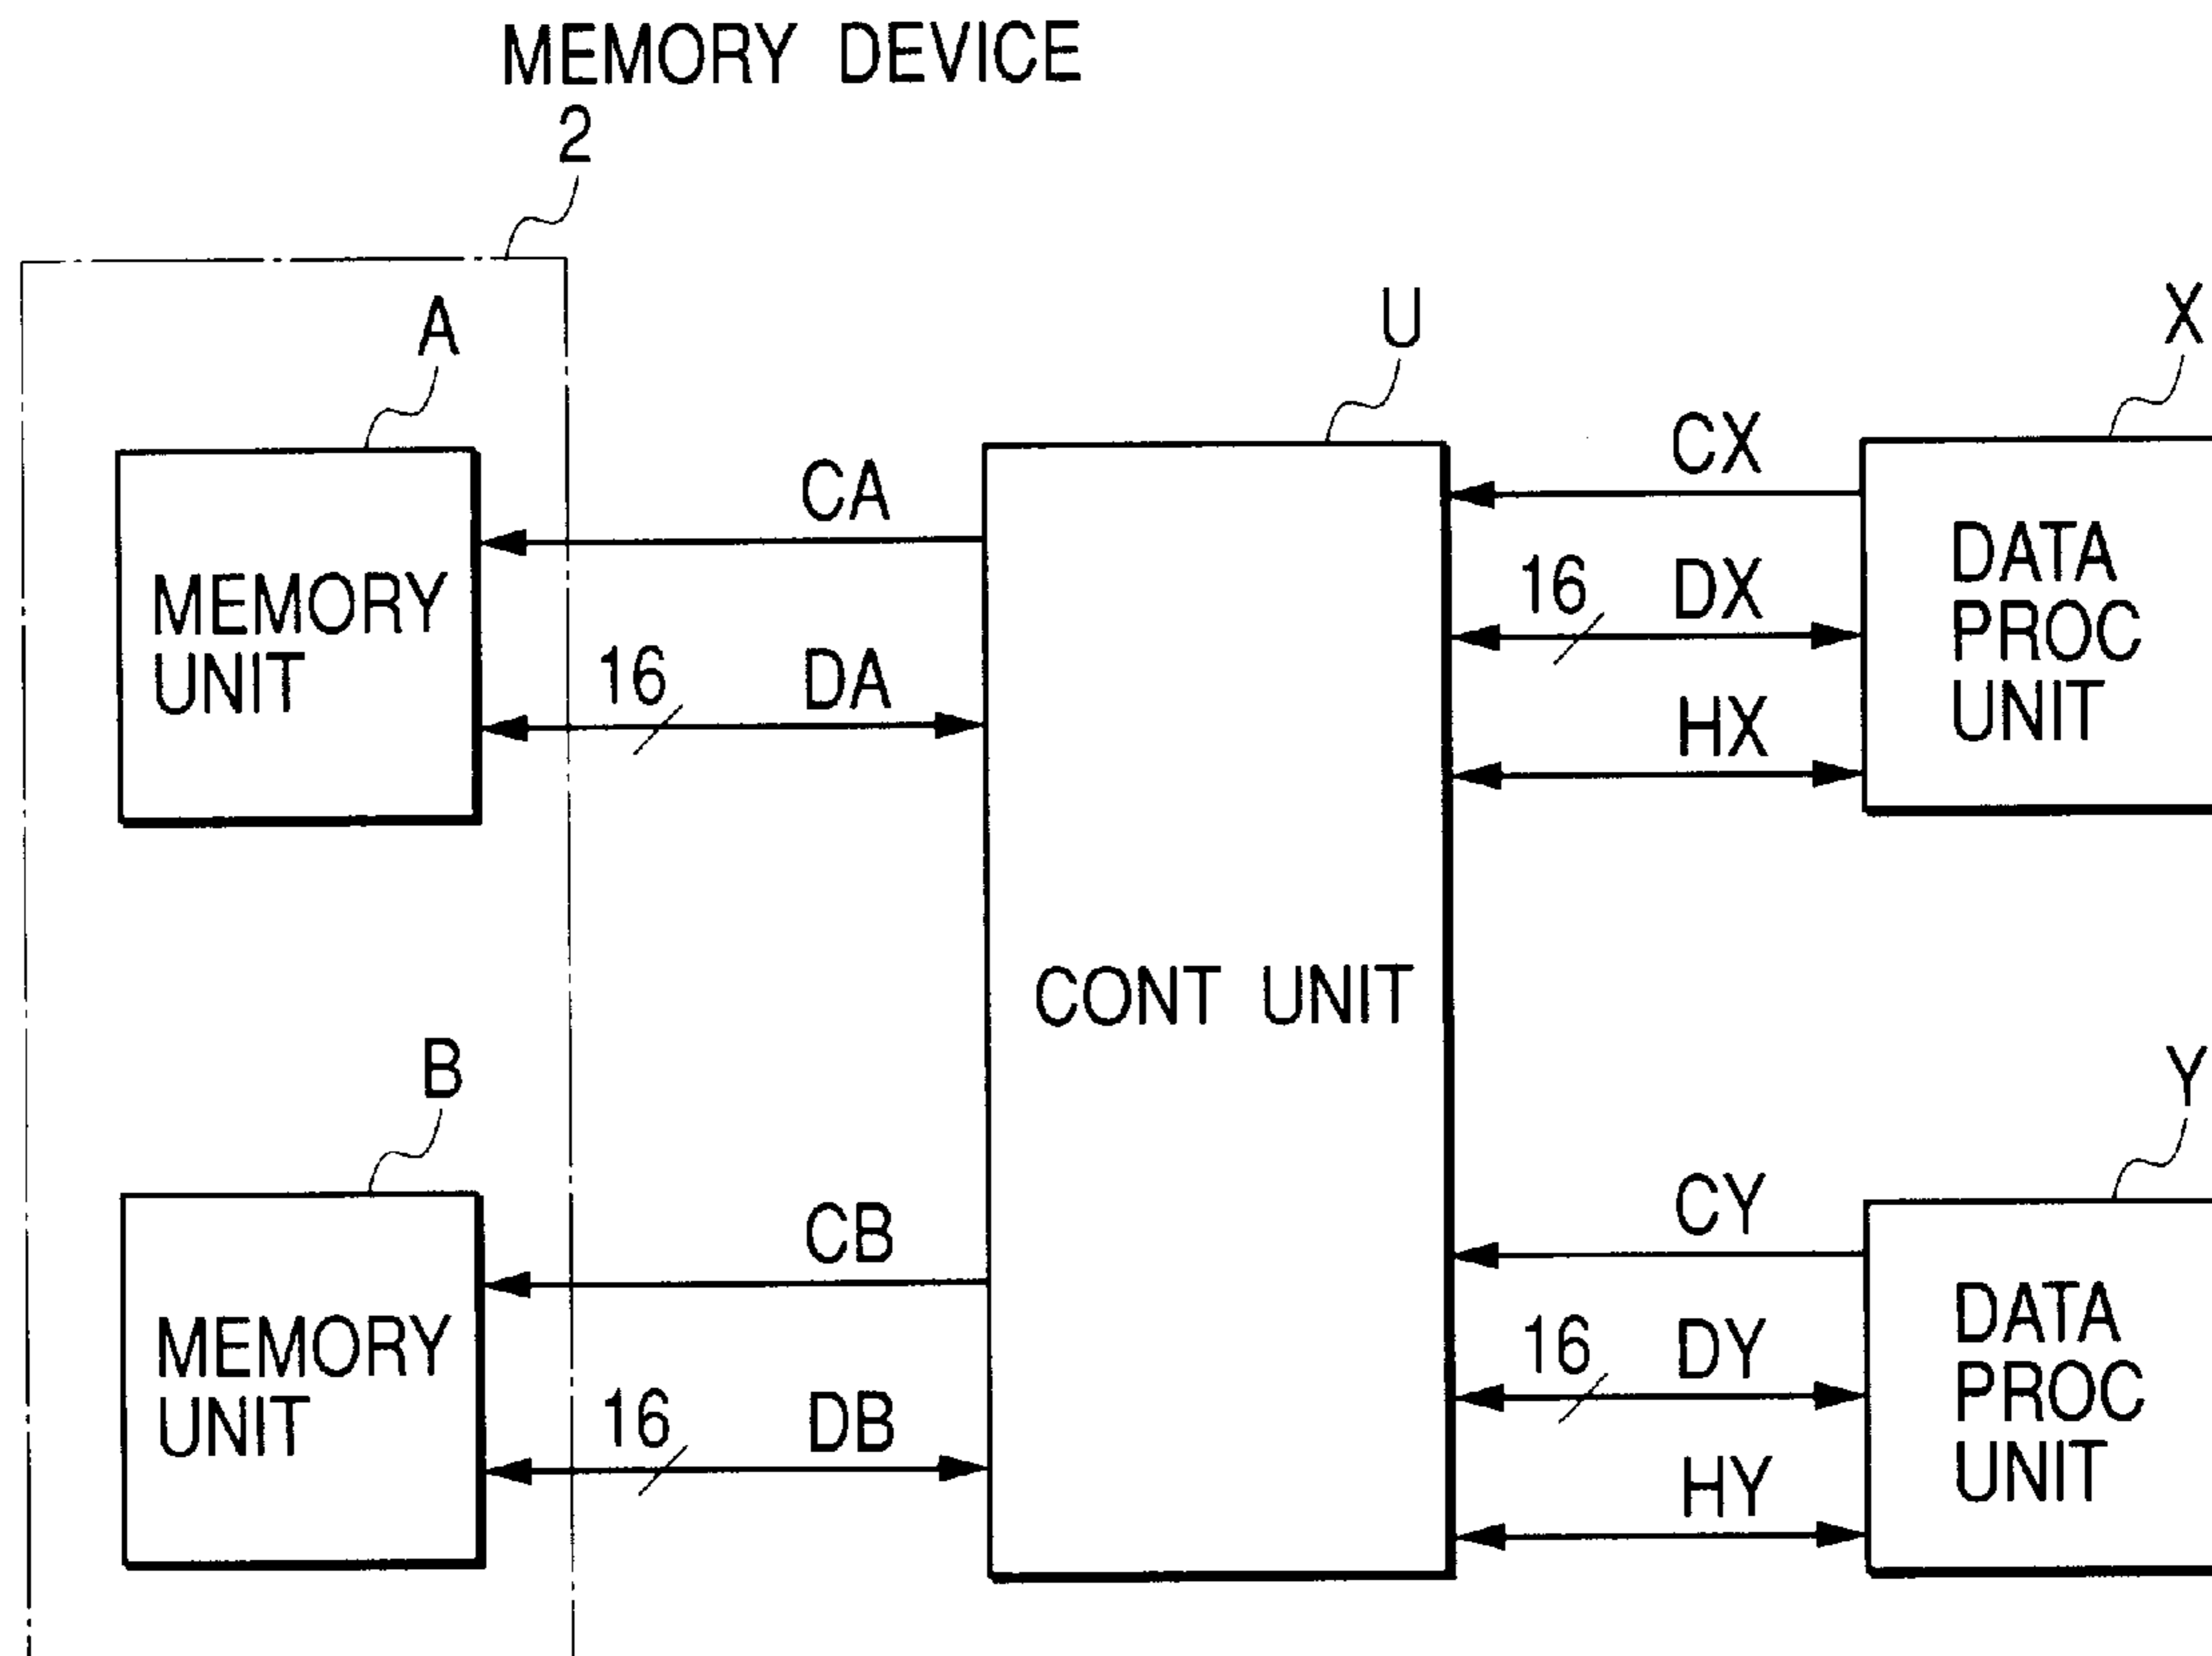 MEMORY DEVICE
2
A
U
X
CA
CX
MEMORY
UNIT
16
DA
16
DX
HX
DATA
PROC
UNIT
CONT UNIT
B
Y
CB
CY
MEMORY
UNIT
16
DB
16
DY
HY
DATA
PROC
UNIT